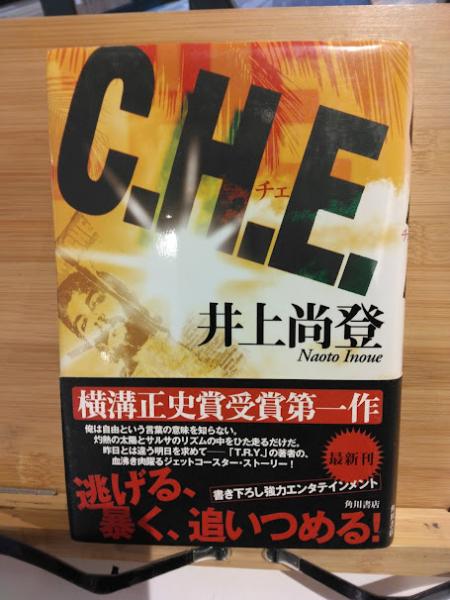 C.H.E.
チェ
井上尚登
Naoto Inoue
横溝正史賞受賞第一作
俺は自由という言葉の意味を知らない。
灼熱の太陽とサルサのリズムの中をひた走るだけだ。
昨日とは違う明日を求めて──「T.R.Y.」の著者の、
血沸き肉躍るジェットコースター・ストーリー！
最新刊
逃げる、
書き下ろし強力エンタテインメント
角川書店
暴く、追いつめる！